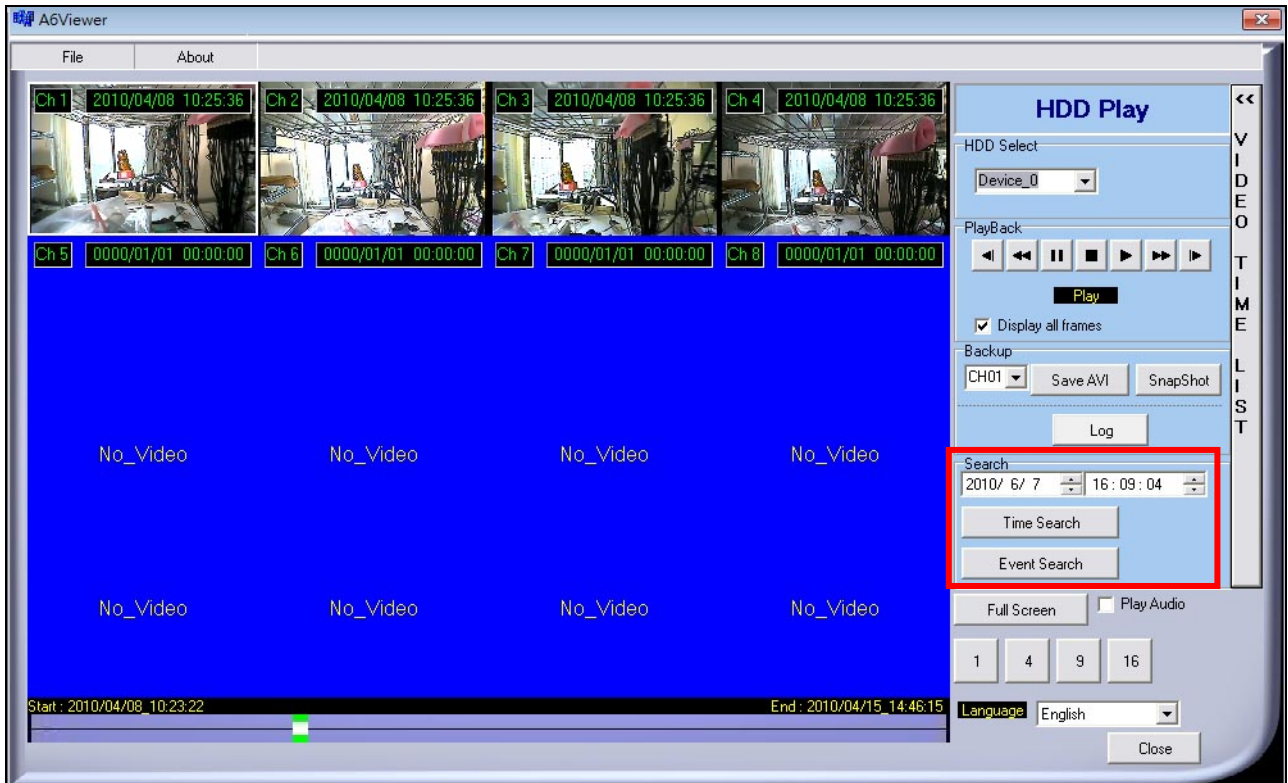 A6Viewer
File About
Ch 1 2010/04/08 10:25:36 Ch 2 2010/04/08 10:25:36 Ch 3 2010/04/08 10:25:36 Ch 4 2010/04/08 10:25:36
Ch 5 0000/01/01 00:00:00 Ch 6 0000/01/01 00:00:00 Ch 7 0000/01/01 00:00:00 Ch 8 0000/01/01 00:00:00
No_Video No_Video No_Video No_Video
No_Video No_Video No_Video No_Video
Start : 2010/04/08_10:23:22 End : 2010/04/15_14:46:15
HDD Play
HDD Select
Device_0
PlayBack
Play
Display all frames
Backup
CH01 Save AVI SnapShot
Log
Search
2010/ 6/ 7 16 : 09 : 04
Time Search
Event Search
Full Screen Play Audio
1 4 9 16
Language English
Close
<< VIDEO TIME LIST